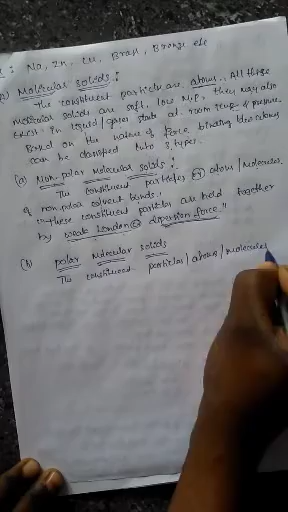 : Na, Zn, Cu, Brass, Bronze etc
Molecular solids :
The constituent particles are atoms. All these
molecular solids are soft, low M.P, they may also
exist in liquid/gases state at room temp & pressure.
Based on the nature of force binding the atoms
can be classified into 3 types.
(a) Non-polar molecular solids :
The constituent particles atoms/molecules
of non polar covalent bonds.
These constituent particles are held together
by weak London dispersion force."
(b) polar molecular solids
The constituent particles/atoms/molecules